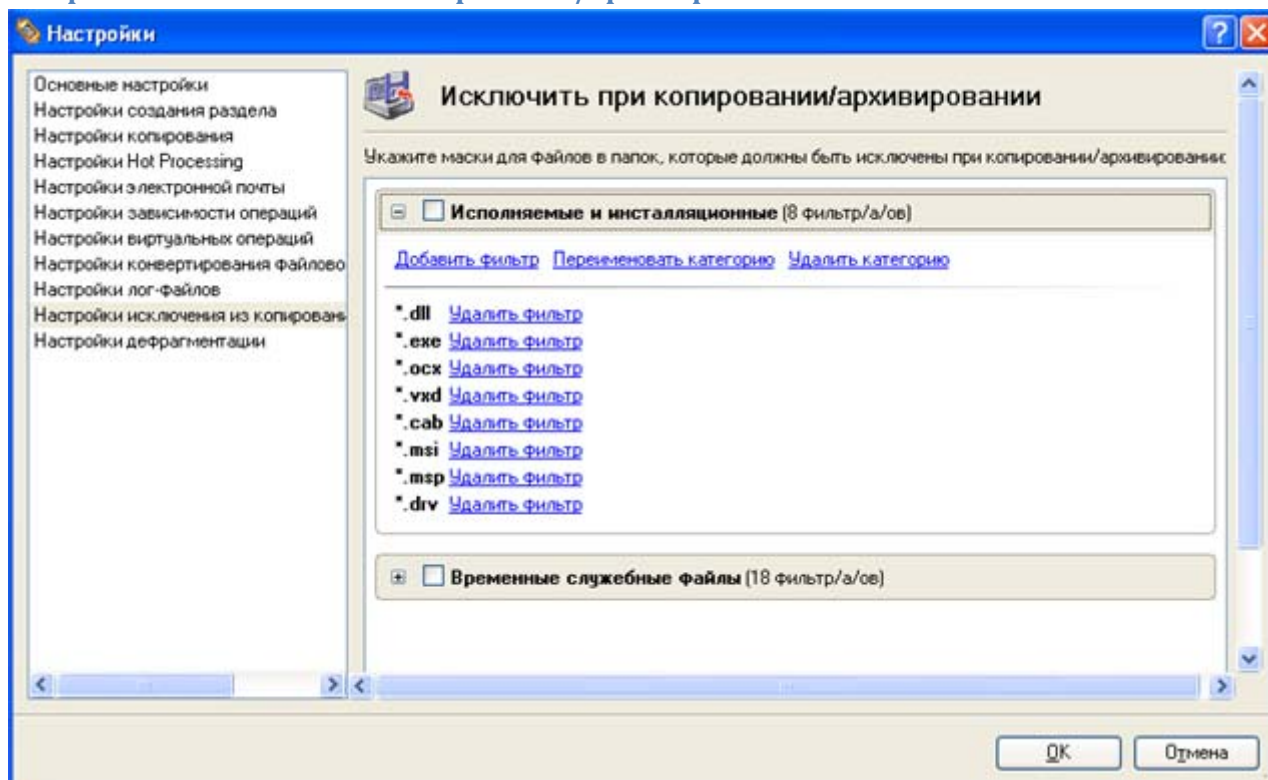 Настройки
Основные настройки
Настройки создания раздела
Настройки копирования
Настройки Hot Processing
Настройки электронной почты
Настройки зависимости операций
Настройки виртуальных операций
Настройки конвертирования файлово
Настройки лог-файлов
Настройки исключения из копировани
Настройки дефрагментации
Исключить при копировании/архивировании
Укажите маски для файлов в папок, которые должны быть исключены при копировании/архивировании:
Исполняемые и инсталляционные (8 фильтр/а/ов)
Добавить фильтр Переименовать категорию Удалить категорию
*.dll Удалить фильтр
*.exe Удалить фильтр
*.ocx Удалить фильтр
*.vxd Удалить фильтр
*.cab Удалить фильтр
*.msi Удалить фильтр
*.msp Удалить фильтр
*.drv Удалить фильтр
Временные служебные файлы (18 фильтр/а/ов)
OK Отмена